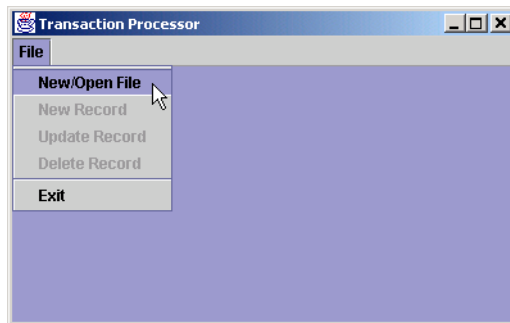 Transaction Processor
File
New/Open File
New Record
Update Record
Delete Record
Exit